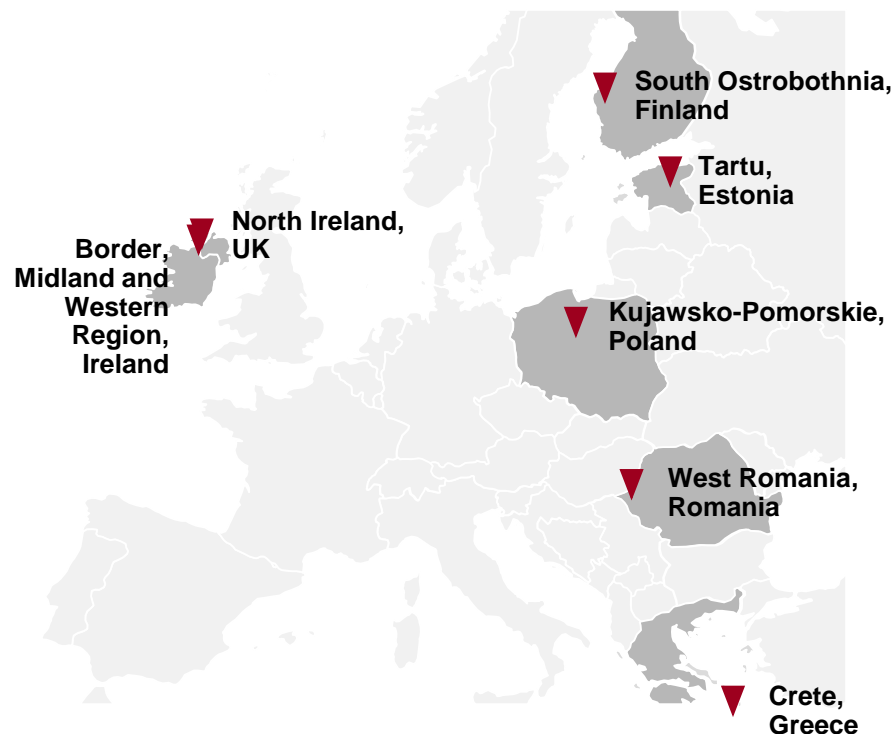 South Ostrobothnia,
Finland
Tartu,
Estonia
North Ireland,
UK
Border,
Midland and
Western
Region,
Ireland
Kujawsko-Pomorskie,
Poland
West Romania,
Romania
Crete,
Greece